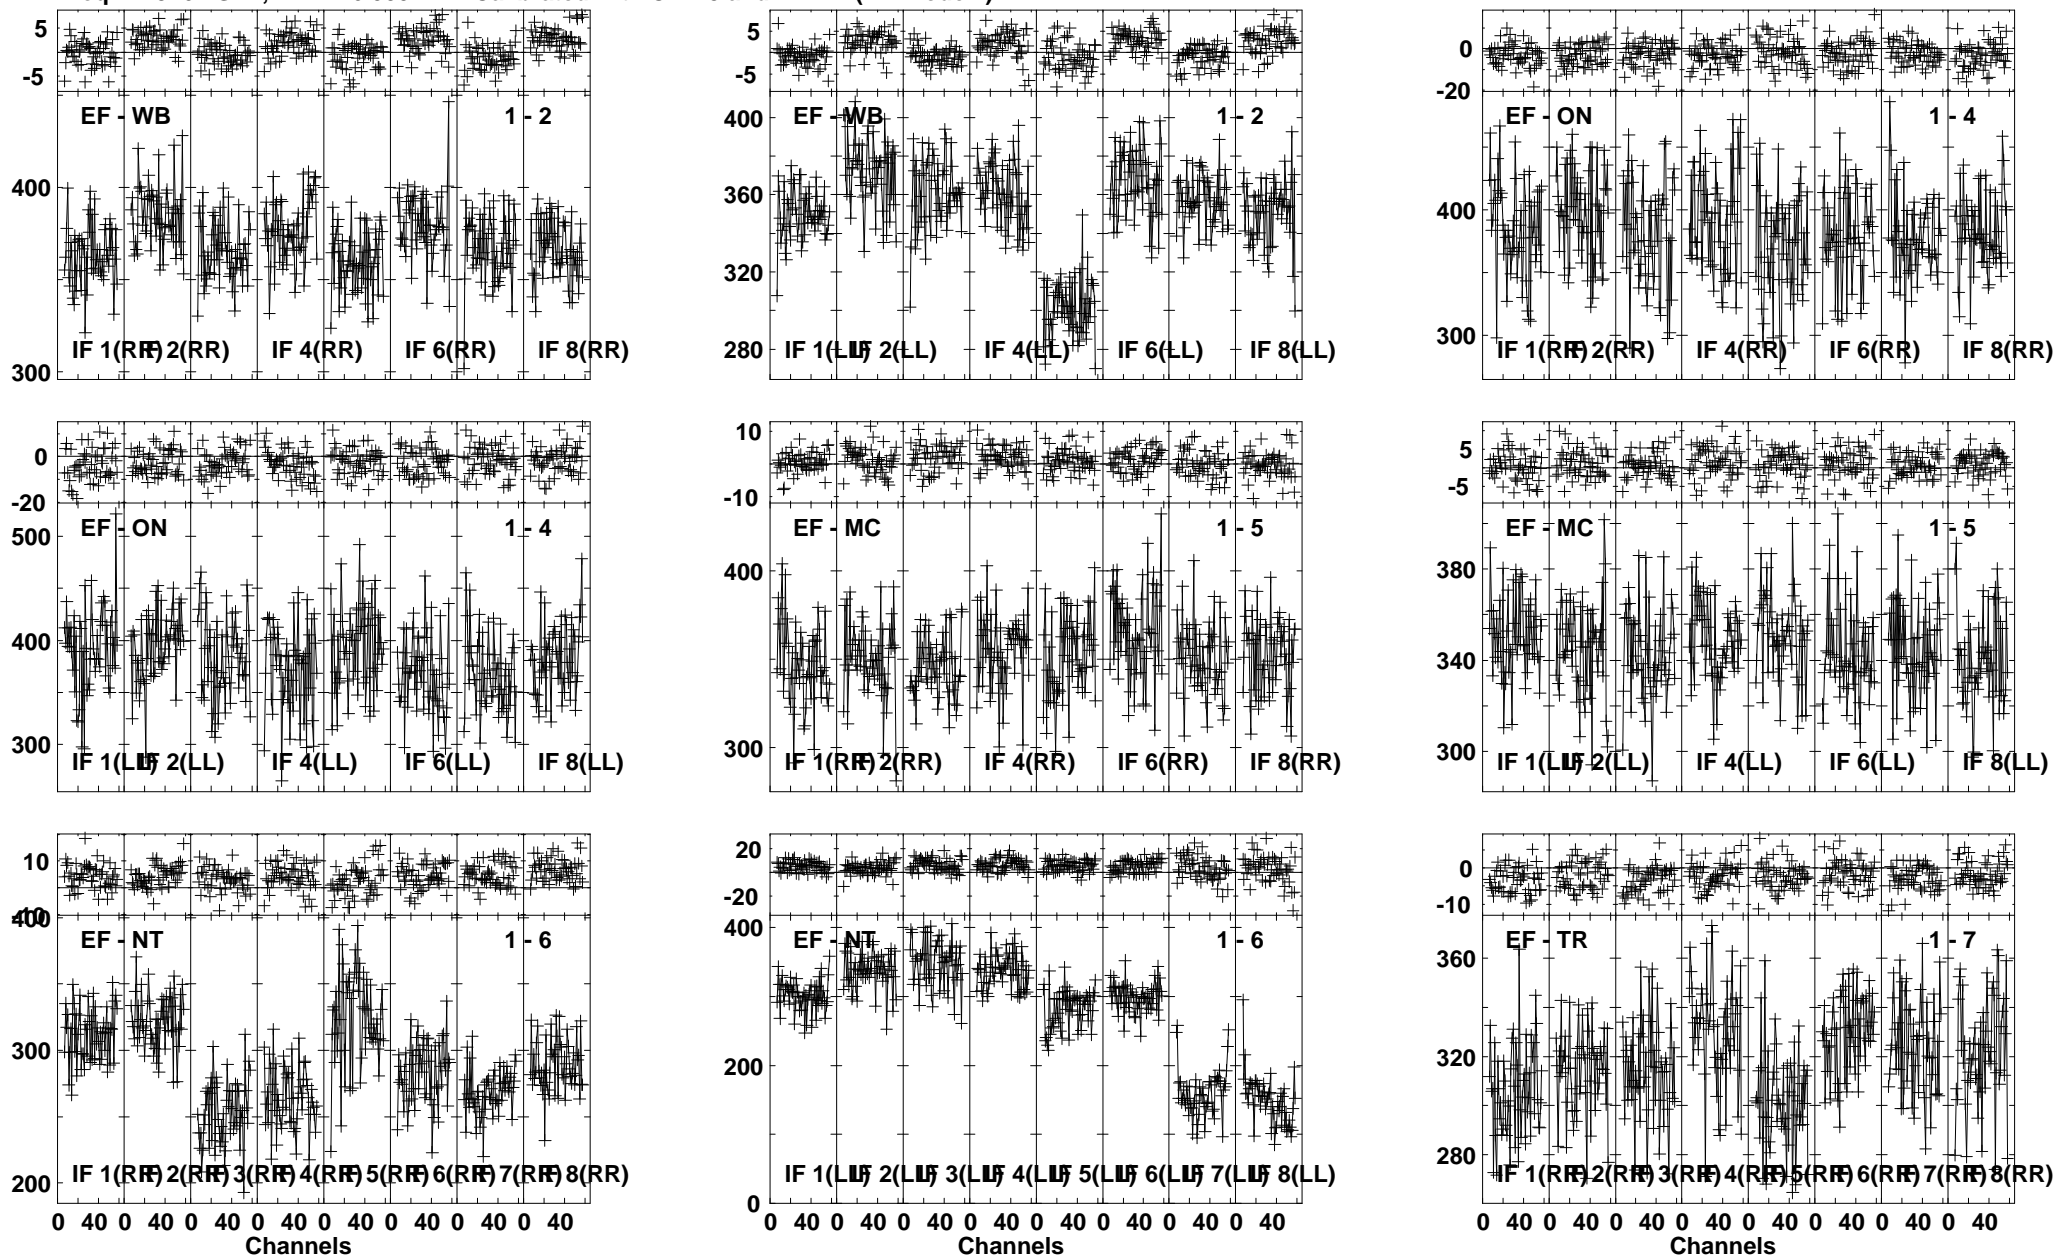 5
-5
EF - WB
1 - 2
400
300
IF 1(RR)
IF 2(RR)
IF 4(RR)
IF 6(RR)
IF 8(RR)
5
-5
EF - WB
1 - 2
400
360
320
280
IF 1(LL)
IF 2(LL)
IF 4(LL)
IF 6(LL)
IF 8(LL)
0
-20
EF - ON
1 - 4
400
300
IF 1(RR)
IF 2(RR)
IF 4(RR)
IF 6(RR)
IF 8(RR)
0
-20
EF - ON
1 - 4
500
400
300
IF 1(LL)
IF 2(LL)
IF 4(LL)
IF 6(LL)
IF 8(LL)
10
-10
EF - MC
1 - 5
400
300
IF 1(RR)
IF 2(RR)
IF 4(RR)
IF 6(RR)
IF 8(RR)
5
-5
EF - MC
1 - 5
380
340
300
IF 1(LL)
IF 2(LL)
IF 4(LL)
IF 6(LL)
IF 8(LL)
10
-10
EF - NT
1 - 6
400
300
200
IF 1(RR)
IF 2(RR)
IF 3(RR)
IF 4(RR)
IF 5(RR)
IF 6(RR)
IF 7(RR)
IF 8(RR)
0 40 0 40 0 40 0 40 0 40 0 40 0 40 0 40
Channels
20
-20
EF - NT
1 - 6
400
200
0
IF 1(LL)
IF 2(LL)
IF 3(LL)
IF 4(LL)
IF 5(LL)
IF 6(LL)
IF 7(LL)
IF 8(LL)
0 40 0 40 0 40 0 40 0 40 0 40 0 40 0 40
Channels
0
-10
EF - TR
1 - 7
360
320
280
IF 1(RR)
IF 2(RR)
IF 3(RR)
IF 4(RR)
IF 5(RR)
IF 6(RR)
IF 7(RR)
IF 8(RR)
0 40 0 40 0 40 0 40 0 40 0 40 0 40 0 40
Channels